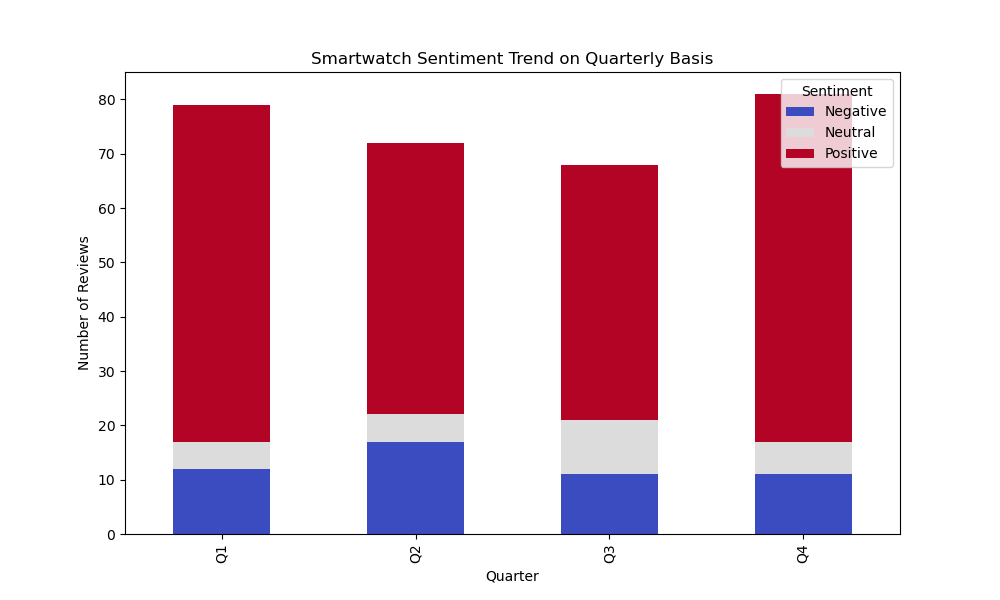 Smartwatch Sentiment Trend on Quarterly Basis
Sentiment
Negative
Neutral
Positive
80
70
60
50
40
30
20
10
0
Number of Reviews
Q1
Q2
Q3
Q4
Quarter